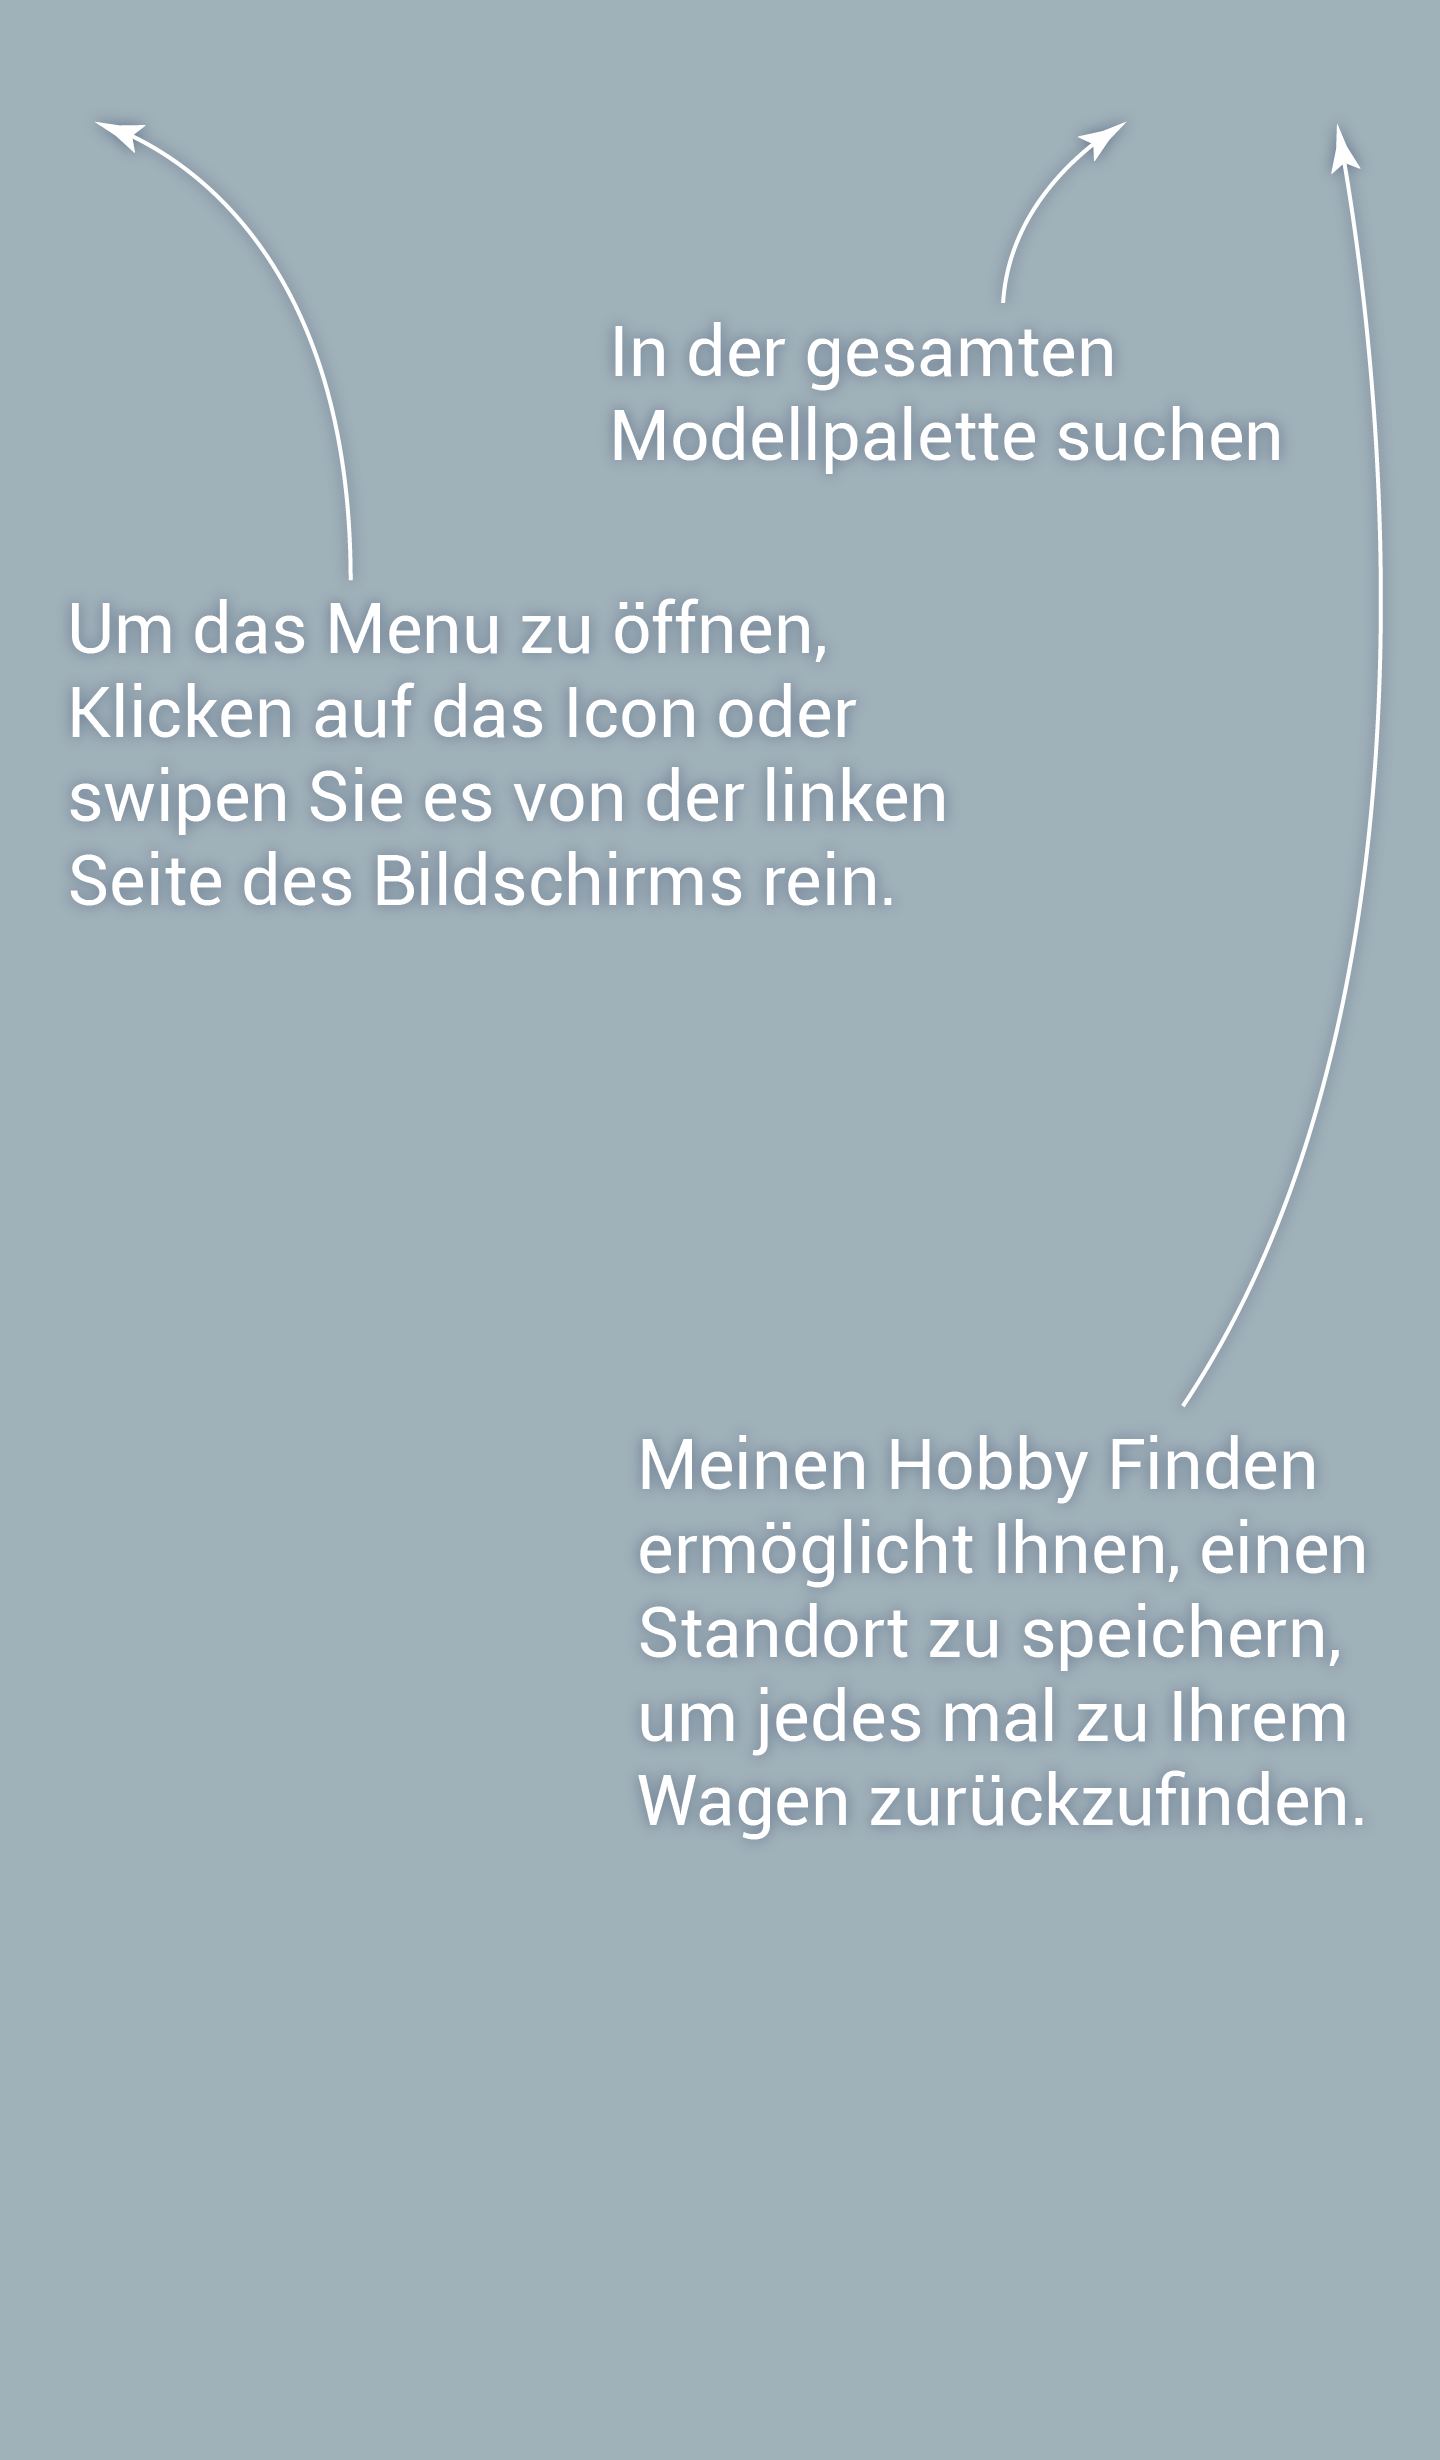 In der gesamten
Modellpalette suchen
Um das Menu zu öffnen,
Klicken auf das Icon oder
swipen Sie es von der linken
Seite des Bildschirms rein.
Meinen Hobby Finden
ermöglicht Ihnen, einen
Standort zu speichern,
um jedes mal zu Ihrem
Wagen zurückzufinden.